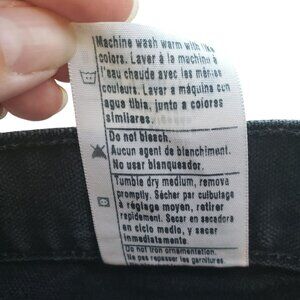 Machine wash warm with like
colors. Laver à la machine à
l'eau chaude avec les mêmes
couleurs. Lavar a máquina con
agua tibia, junto a colores
similares.
Do not bleach.
Aucun agent de blanchiment.
No usar blanqueador.
Tumble dry medium, remove
promptly. Sécher par culbutage
à réglage moyen, retirer
rapidement. Secar en secadora
en ciclo medio, y sacar
inmediatamente.
Do not iron ornamentation.
Ne pas repasser les garnitures.